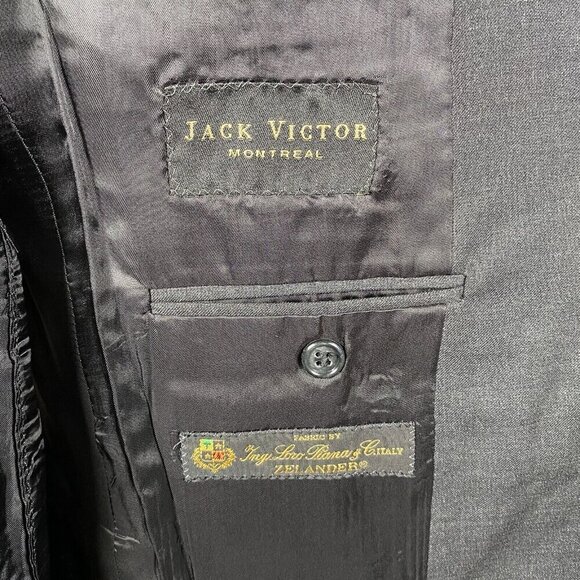 JACK VICTOR
MONTREAL
FABRIC BY
Ing. Loro Piana & C. ITALY
ZELANDER®